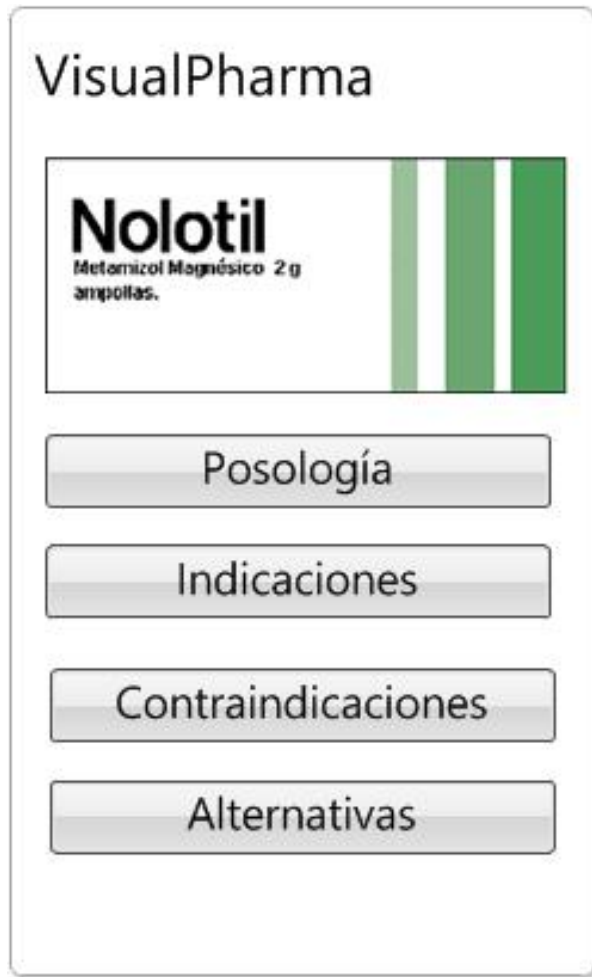 VisualPharma
Nolotil
Metamizol Magnésico 2 g
ampollas.
Posología
Indicaciones
Contraindicaciones
Alternativas